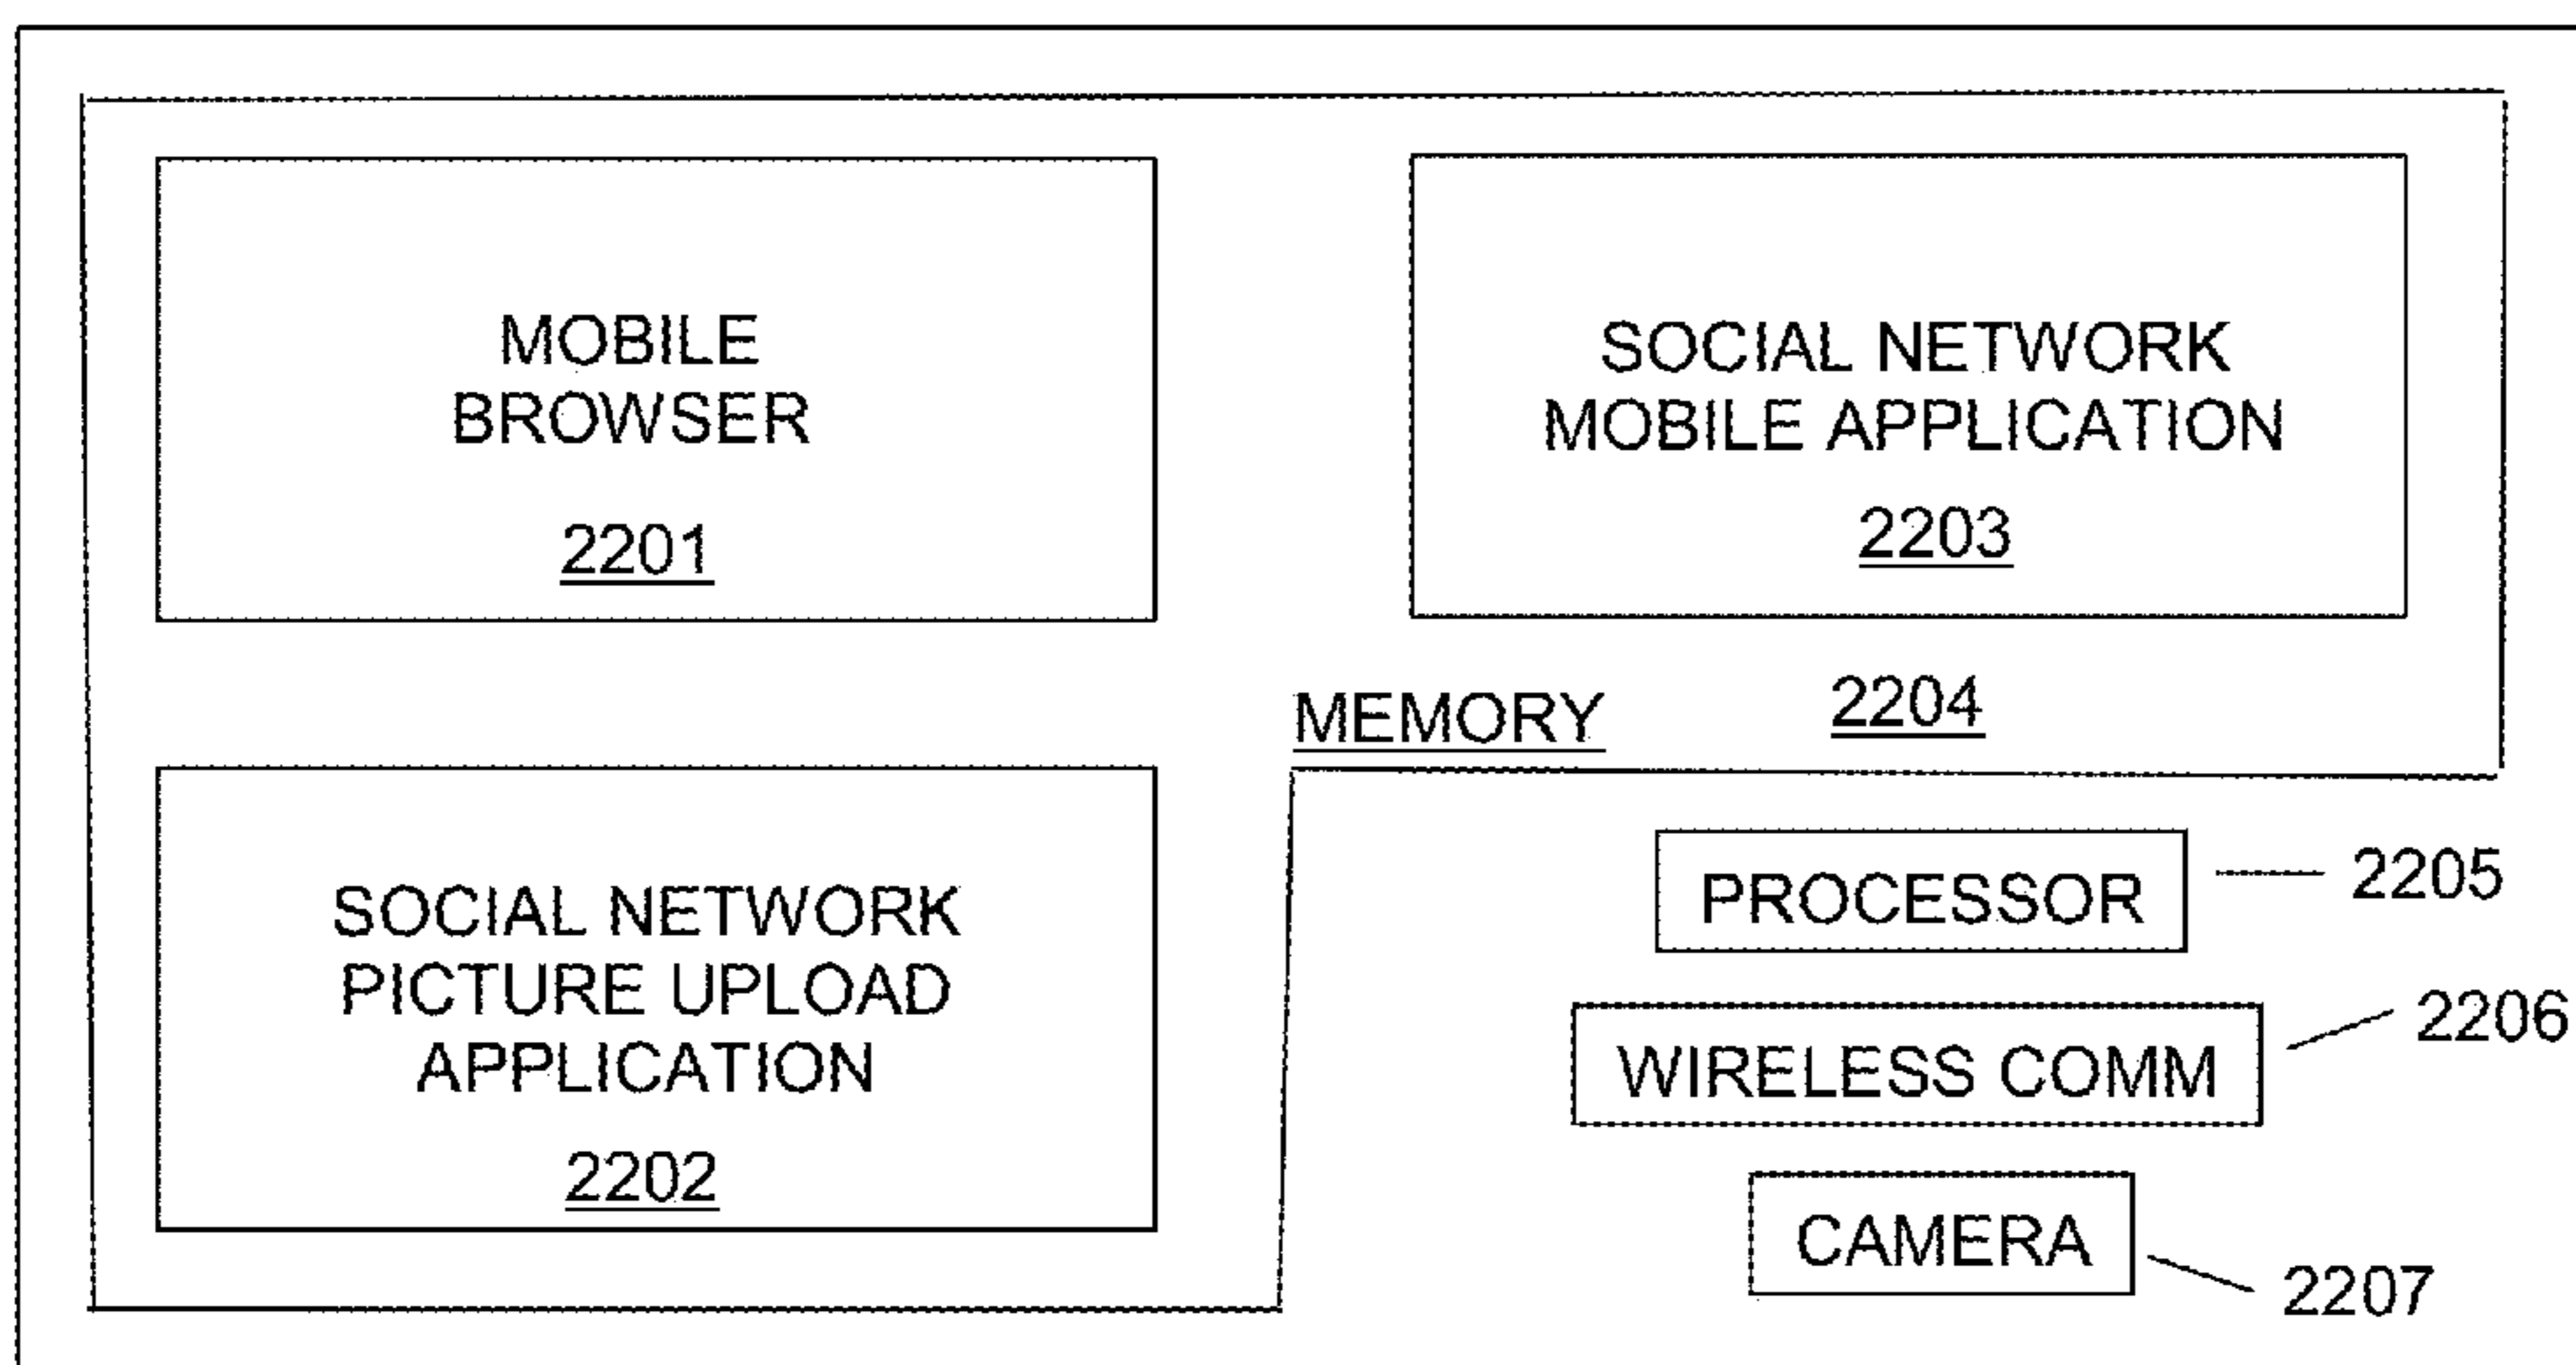 MOBILE
BROWSER
2201
SOCIAL NETWORK
MOBILE APPLICATION
2203
MEMORY 2204
SOCIAL NETWORK
PICTURE UPLOAD
APPLICATION
2202
PROCESSOR 2205
WIRELESS COMM 2206
CAMERA 2207